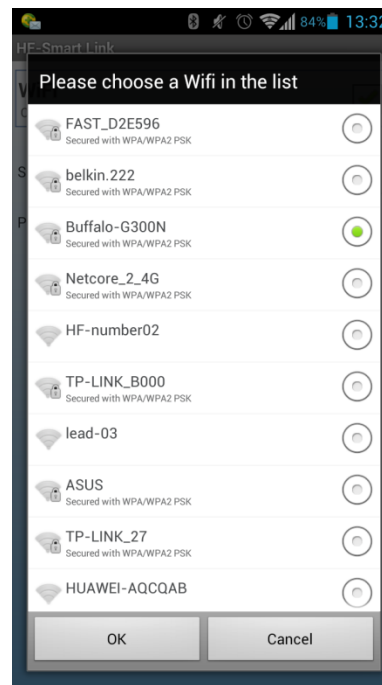 84% 13:32
HF-Smart Link
Please choose a Wifi in the list
FAST_D2E596
Secured with WPA/WPA2 PSK
belkin.222
Secured with WPA/WPA2 PSK
Buffalo-G300N
Secured with WPA/WPA2 PSK
Netcore_2_4G
Secured with WPA/WPA2 PSK
HF-number02
TP-LINK_B000
Secured with WPA/WPA2 PSK
lead-03
ASUS
Secured with WPA/WPA2 PSK
TP-LINK_27
Secured with WPA/WPA2 PSK
HUAWEI-AQCQAB
OK
Cancel